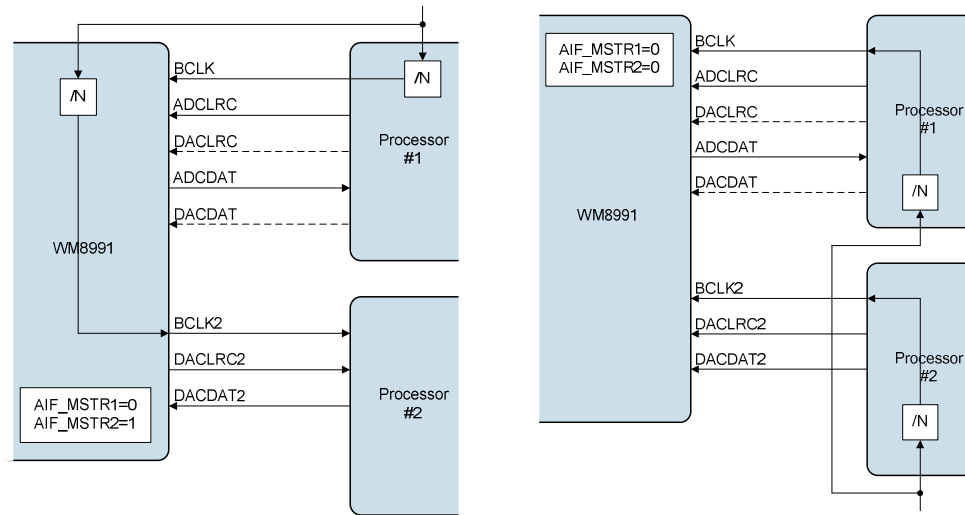 /N
/N
BCLK
ADCLRC
DACLRC
ADCDAT
DACDAT
Processor
#1
WM8991
BCLK2
DACLRC2
DACDAT2
AIF_MSTR1=0
AIF_MSTR2=1
Processor
#2
AIF_MSTR1=0
AIF_MSTR2=0
BCLK
ADCLRC
DACLRC
ADCDAT
DACDAT
Processor
#1
/N
WM8991
BCLK2
DACLRC2
DACDAT2
Processor
#2
/N